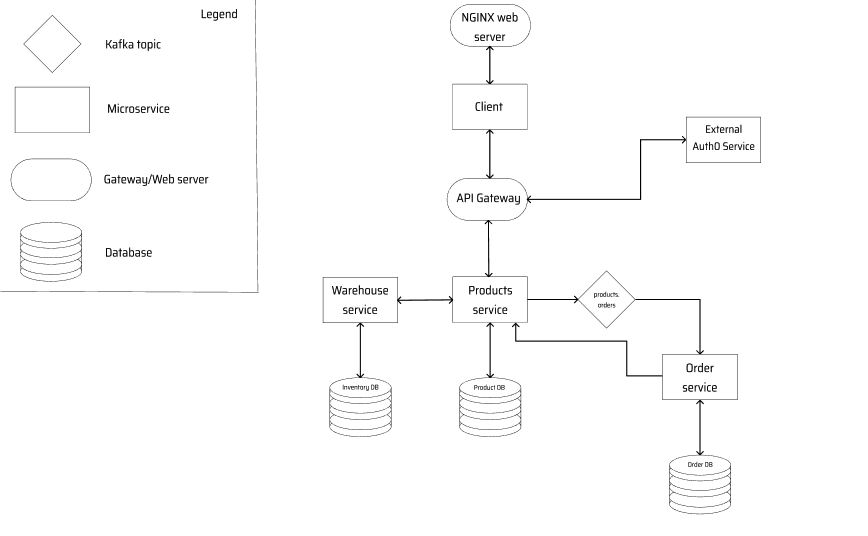 Legend
Kafka topic
Microservice
Gateway/Web server
Database
NGINX web
server
Client
External
Auth0 Service
API Gateway
Warehouse
service
Products
service
products.
orders
Order
service
Inventory DB
Product DB
Order DB